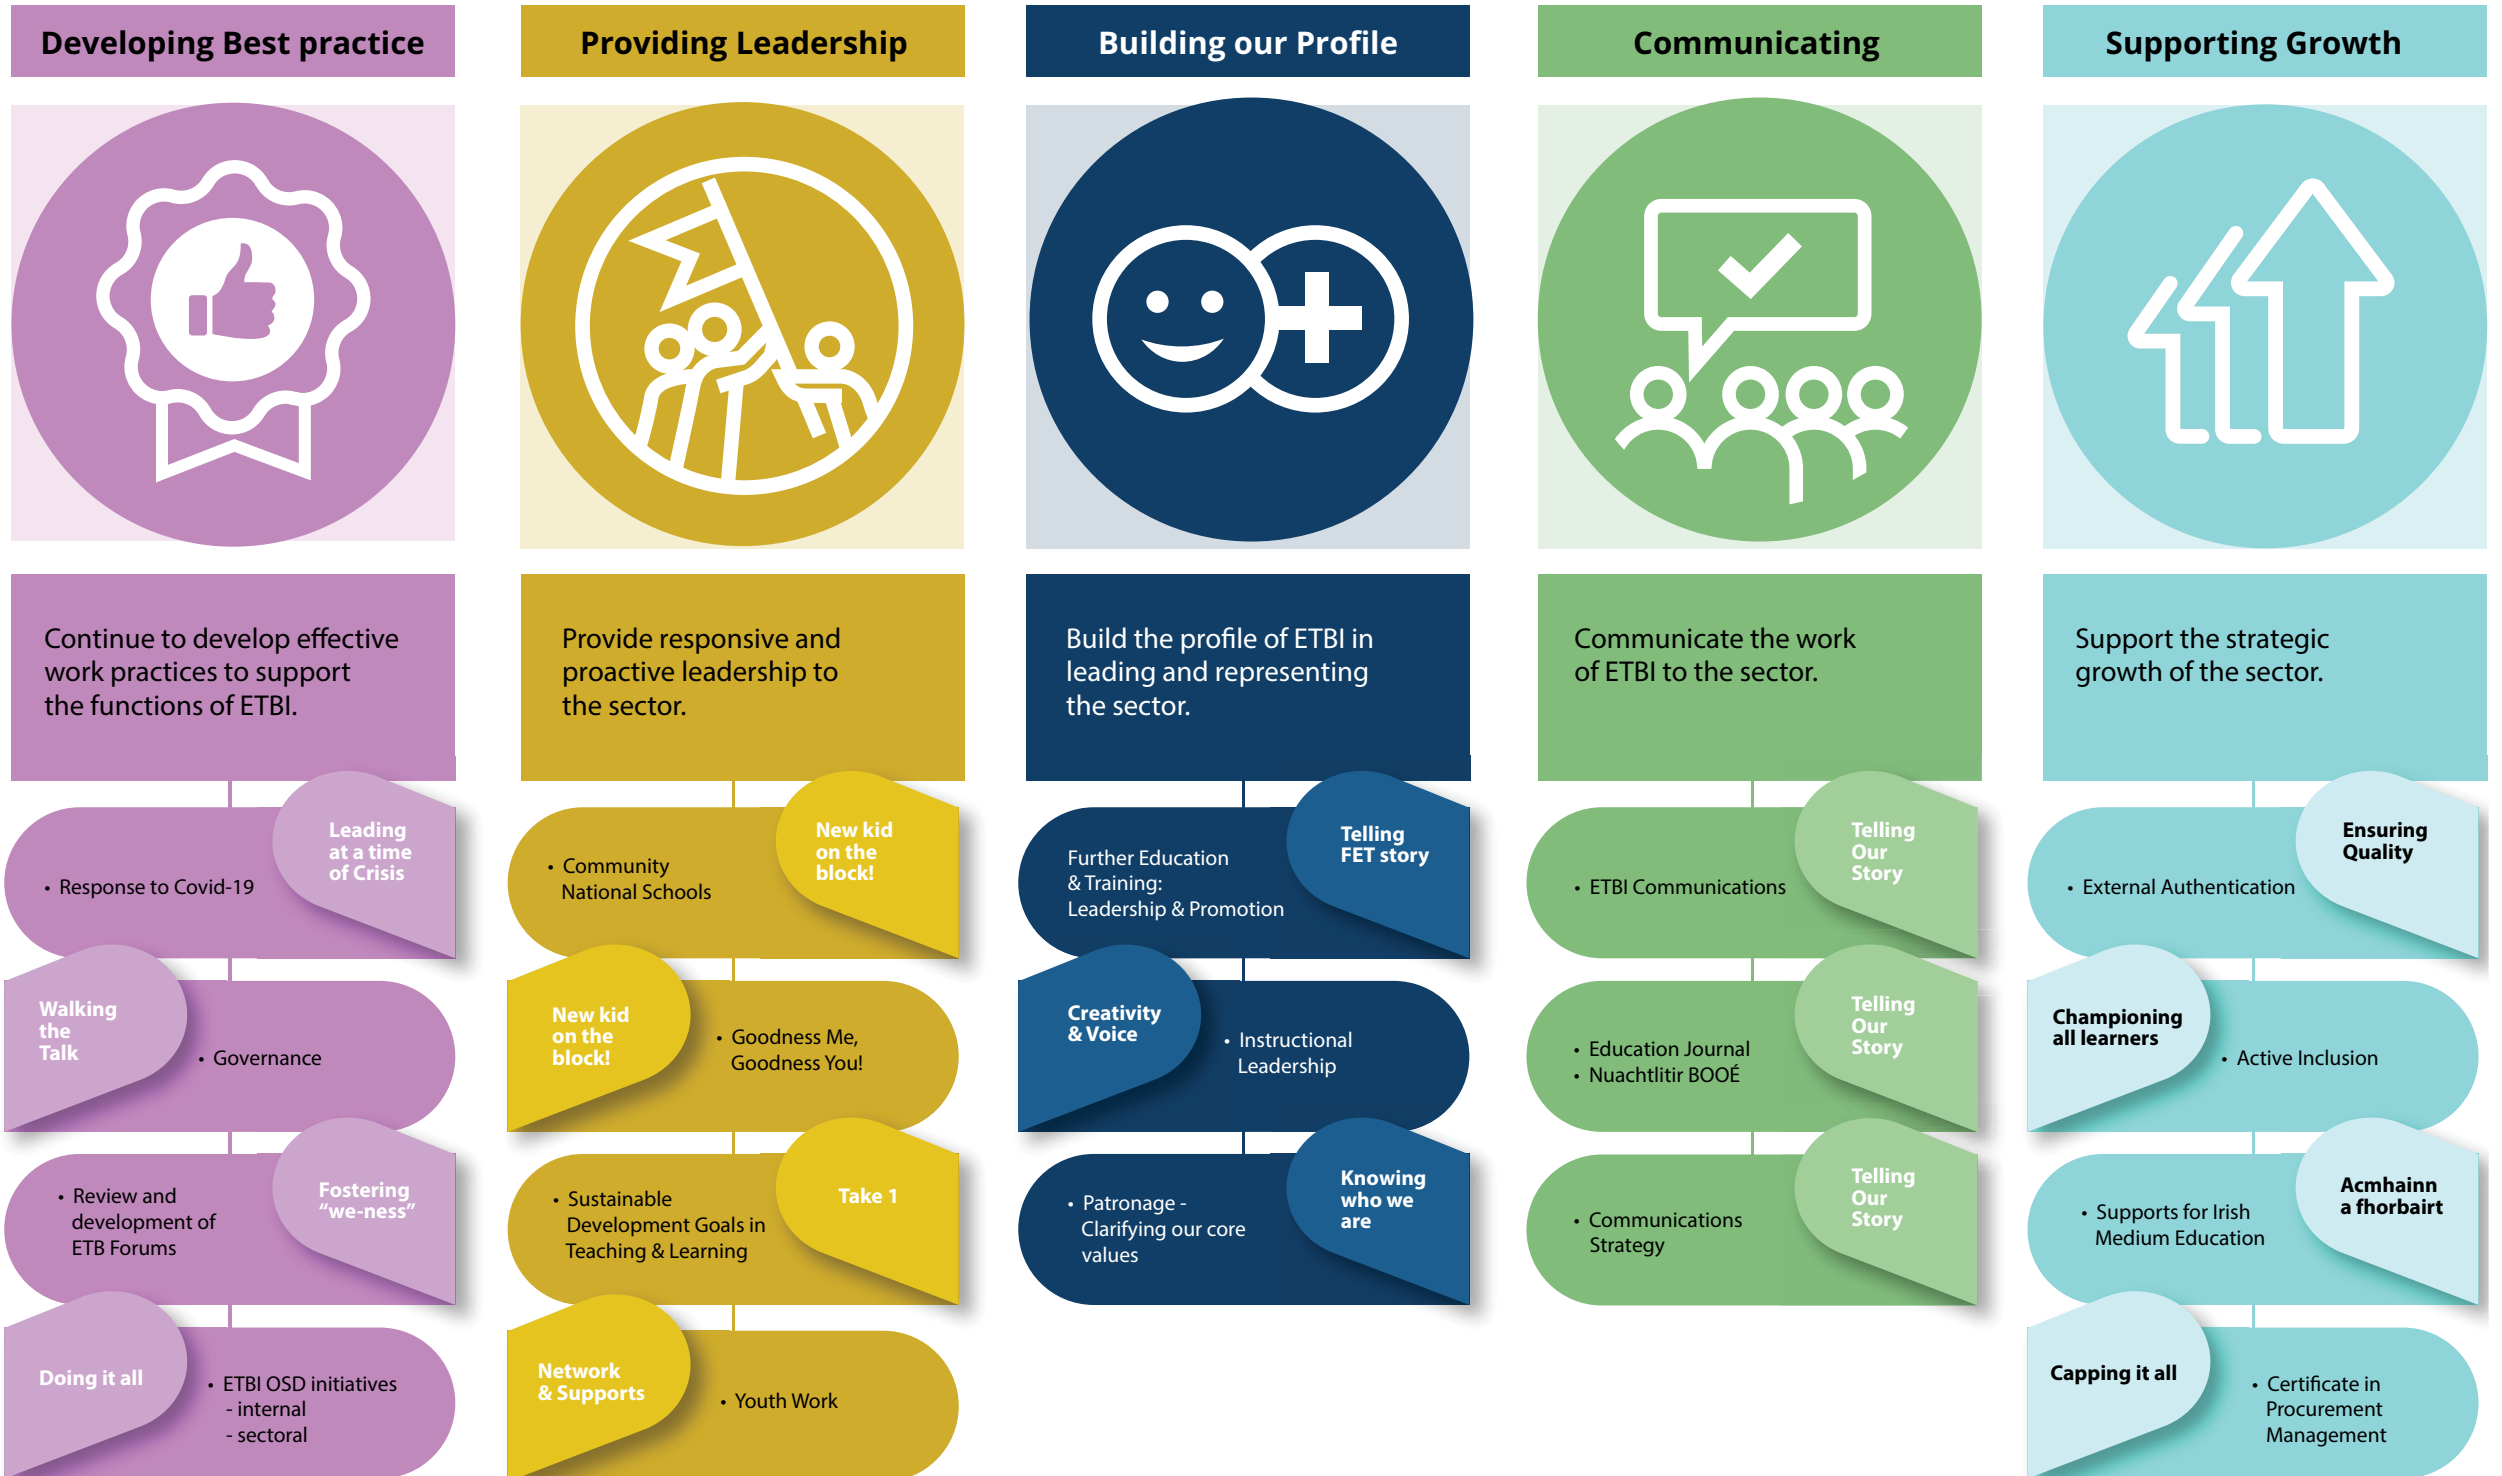 Developing Best practice
Continue to develop effective
work practices to support
the functions of ETBI.
Leading
at a time
of Crisis
• Response to Covid-19
Walking
the
Talk
• Governance
• Review and
development of
ETB Forums
Fostering
“we-ness”
Doing it all
• ETBI OSD initiatives
- internal
- sectoral
Providing Leadership
Provide responsive and
proactive leadership to
the sector.
New kid
on the
block!
• Community
National Schools
New kid
on the
block!
• Goodness Me,
Goodness You!
• Sustainable
Development Goals in
Teaching & Learning
Take 1
Network
& Supports
• Youth Work
Building our Profile
Build the profile of ETBI in
leading and representing
the sector.
Telling
FET story
Further Education
& Training:
Leadership & Promotion
Creativity
& Voice
• Instructional
Leadership
• Patronage -
Clarifying our core
values
Knowing
who we
are
Communicating
Communicate the work
of ETBI to the sector.
Telling
Our
Story
• ETBI Communications
Telling
Our
Story
• Education Journal
• Nuachtlitir BOOÉ
Telling
Our
Story
• Communications
Strategy
Supporting Growth
Support the strategic
growth of the sector.
Ensuring
Quality
• External Authentication
Championing
all learners
• Active Inclusion
Acmhainn
a fhorbairt
• Supports for Irish
Medium Education
Capping it all
• Certificate in
Procurement
Management